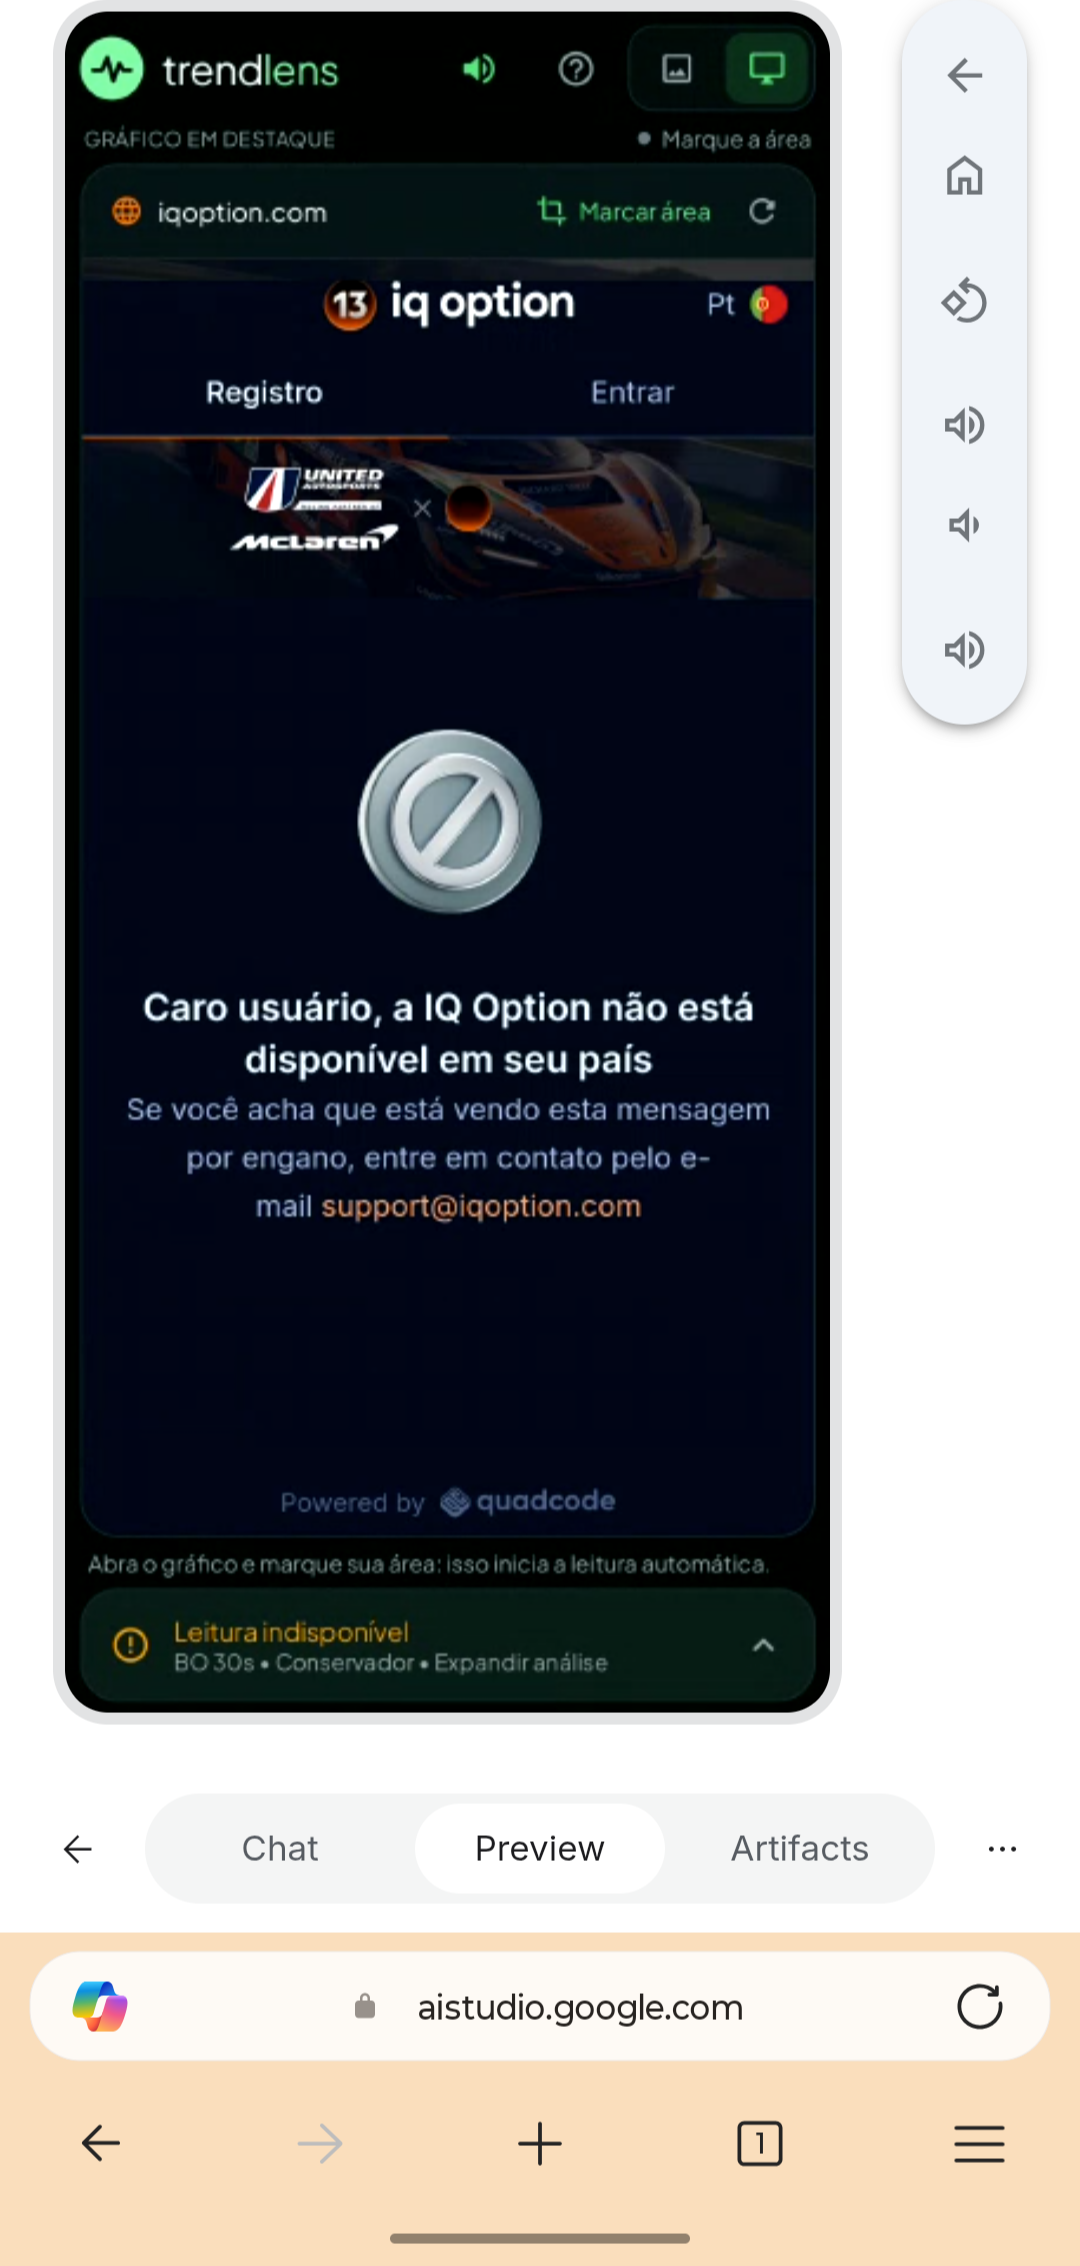 trendlens
GRÁFICO EM DESTAQUE
Marque a área
iqoption.com
Marcar área
13 iq option
Pt
Registro
Entrar
UNITED
AUTOSPORTS
×
McLaren
Caro usuário, a IQ Option não está
disponível em seu país
Se você acha que está vendo esta mensagem
por engano, entre em contato pelo e-
mail support@iqoption.com
Powered by quadcode
Abra o gráfico e marque sua área: isso inicia a leitura automática.
Leitura indisponível
BO 30s • Conservador • Expandir análise
Chat
Preview
Artifacts
aistudio.google.com
1